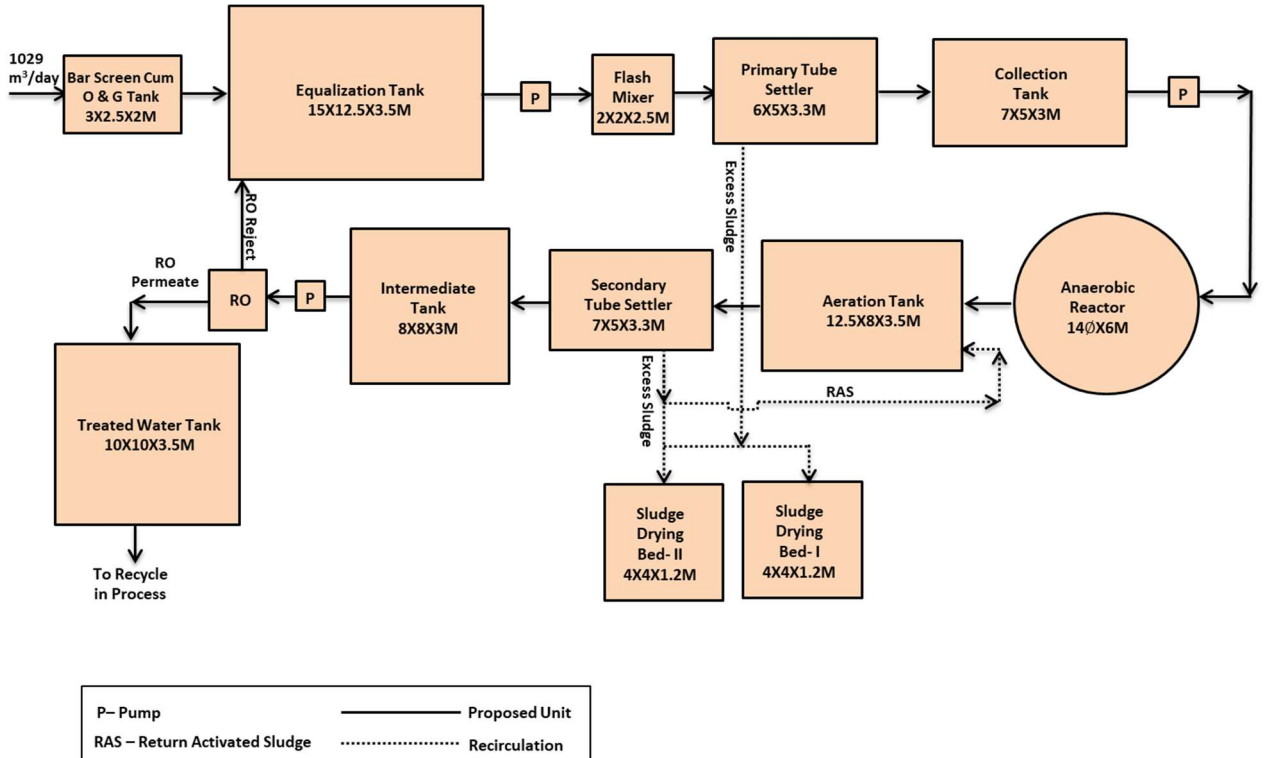 1029
m³/day
Bar Screen Cum
O & G Tank
3X2.5X2M
Equalization Tank
15X12.5X3.5M
P
Flash
Mixer
2X2X2.5M
Primary Tube
Settler
6X5X3.3M
Collection
Tank
7X5X3M
P
Excess Sludge
RO Reject
RO
Permeate
RO
P
Intermediate
Tank
8X8X3M
Secondary
Tube Settler
7X5X3.3M
Aeration Tank
12.5X8X3.5M
Anaerobic
Reactor
14∅X6M
Excess Sludge
RAS
Treated Water Tank
10X10X3.5M
Sludge
Drying
Bed- II
4X4X1.2M
Sludge
Drying
Bed- I
4X4X1.2M
To Recycle
in Process
P– Pump
Proposed Unit
RAS – Return Activated Sludge
Recirculation